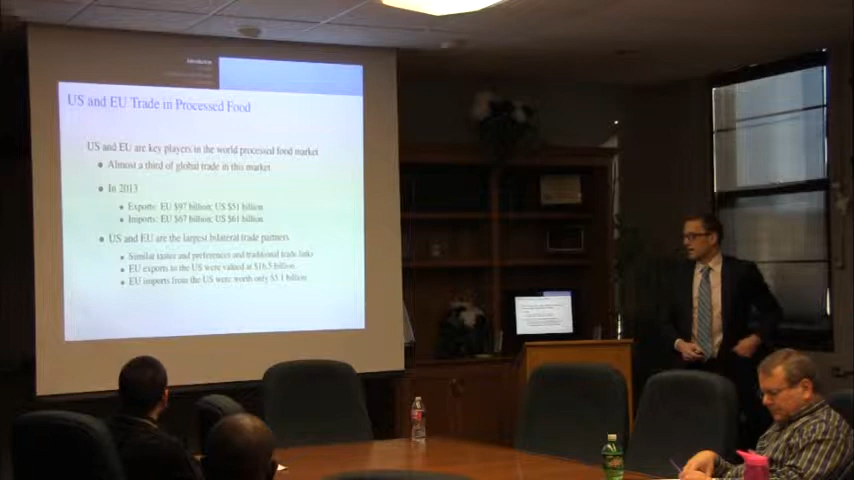 Introduction
US and EU Trade in Processed Food
US and EU are key players in the world processed food market
Almost a third of global trade in this market
In 2013
Exports: EU $97 billion; US $51 billion
Imports: EU $67 billion; US $61 billion
US and EU are the largest bilateral trade partners
Similar tastes and preferences and traditional trade links
EU exports to the US were valued at $16.5 billion
EU imports from the US were worth only $5.1 billion